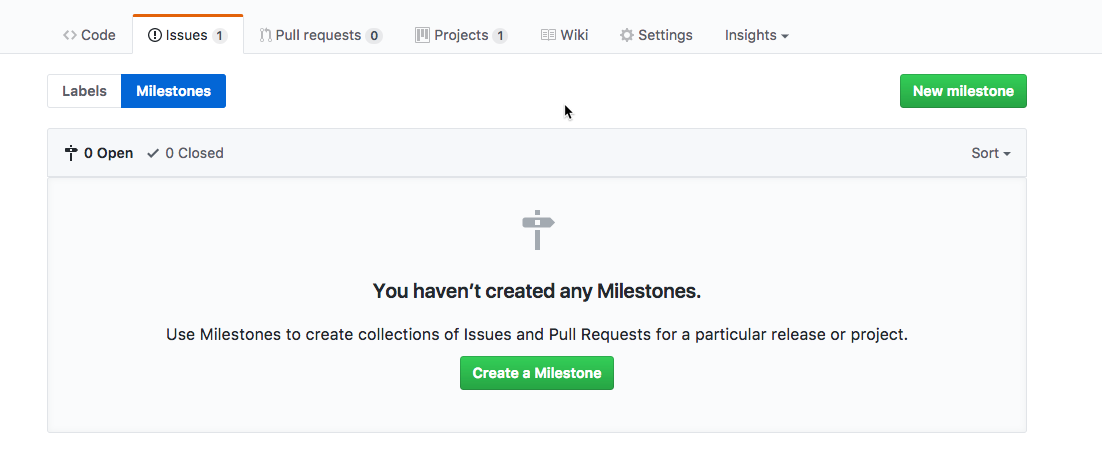 Code Issues 1 Pull requests 0 Projects 1 Wiki Settings Insights
Labels Milestones New milestone
0 Open 0 Closed Sort
You haven’t created any Milestones.
Use Milestones to create collections of Issues and Pull Requests for a particular release or project.
Create a Milestone